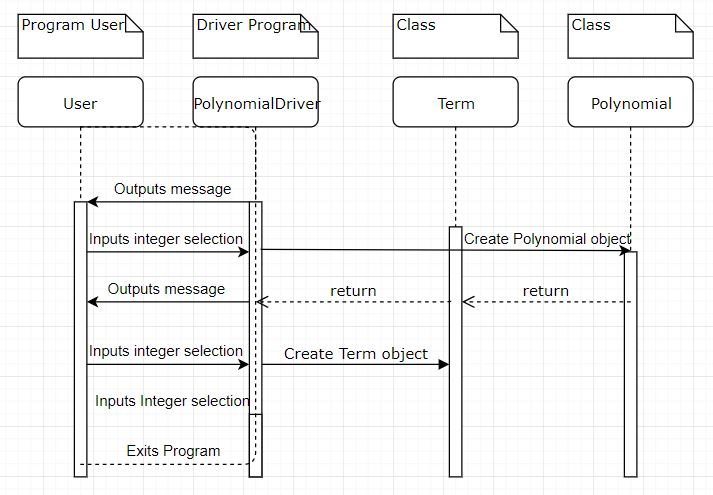 Program User
Driver Program
Class
Class
User
PolynomialDriver
Term
Polynomial
Outputs message
Inputs integer selection
Create Polynomial object
Outputs message
return
return
Inputs integer selection
Create Term object
Inputs Integer selection
Exits Program